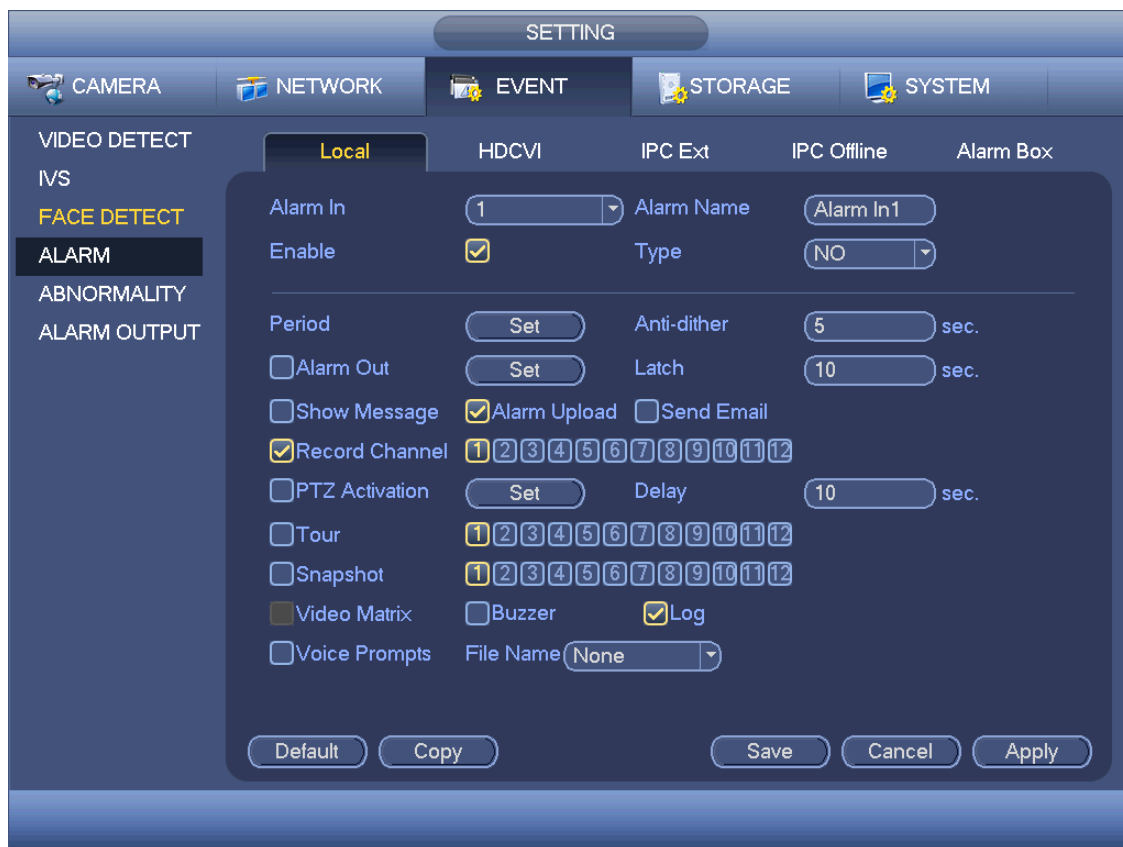 SETTING
CAMERA NETWORK EVENT STORAGE SYSTEM
VIDEO DETECT
IVS
FACE DETECT
ALARM
ABNORMALITY
ALARM OUTPUT
Local HDCVI IPC Ext IPC Offline Alarm Box
Alarm In 1 Alarm Name Alarm In1
Enable Type NO
Period Set Anti-dither 5 sec.
Alarm Out Set Latch 10 sec.
Show Message Alarm Upload Send Email
Record Channel 1 2 3 4 5 6 7 8 9 10 11 12
PTZ Activation Set Delay 10 sec.
Tour 1 2 3 4 5 6 7 8 9 10 11 12
Snapshot 1 2 3 4 5 6 7 8 9 10 11 12
Video Matrix Buzzer Log
Voice Prompts File Name None
Default Copy Save Cancel Apply